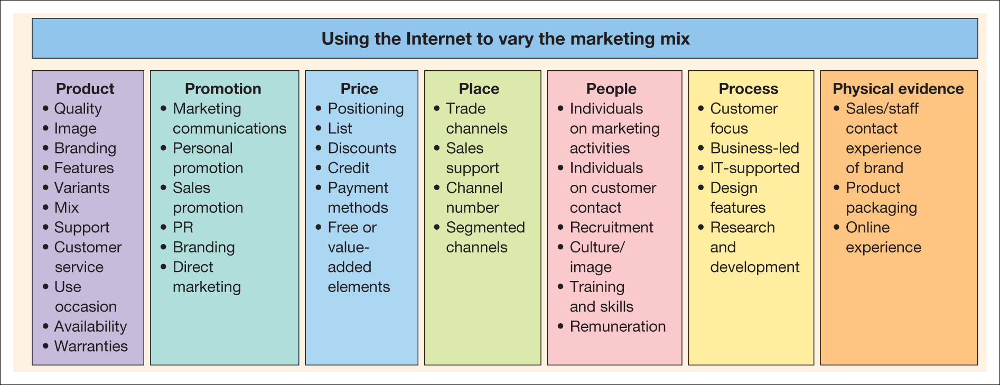 Using the Internet to vary the marketing mix
Product
• Quality
• Image
• Branding
• Features
• Variants
• Mix
• Support
• Customer
service
• Use
occasion
• Availability
• Warranties
Promotion
• Marketing
communications
• Personal
promotion
• Sales
promotion
• PR
• Branding
• Direct
marketing
Price
• Positioning
• List
• Discounts
• Credit
• Payment
methods
• Free or
value-
added
elements
Place
• Trade
channels
• Sales
support
• Channel
number
• Segmented
channels
People
• Individuals
on marketing
activities
• Individuals
on customer
contact
• Recruitment
• Culture/
image
• Training
and skills
• Remuneration
Process
• Customer
focus
• Business-led
• IT-supported
• Design
features
• Research
and
development
Physical evidence
• Sales/staff
contact
experience
of brand
• Product
packaging
• Online
experience